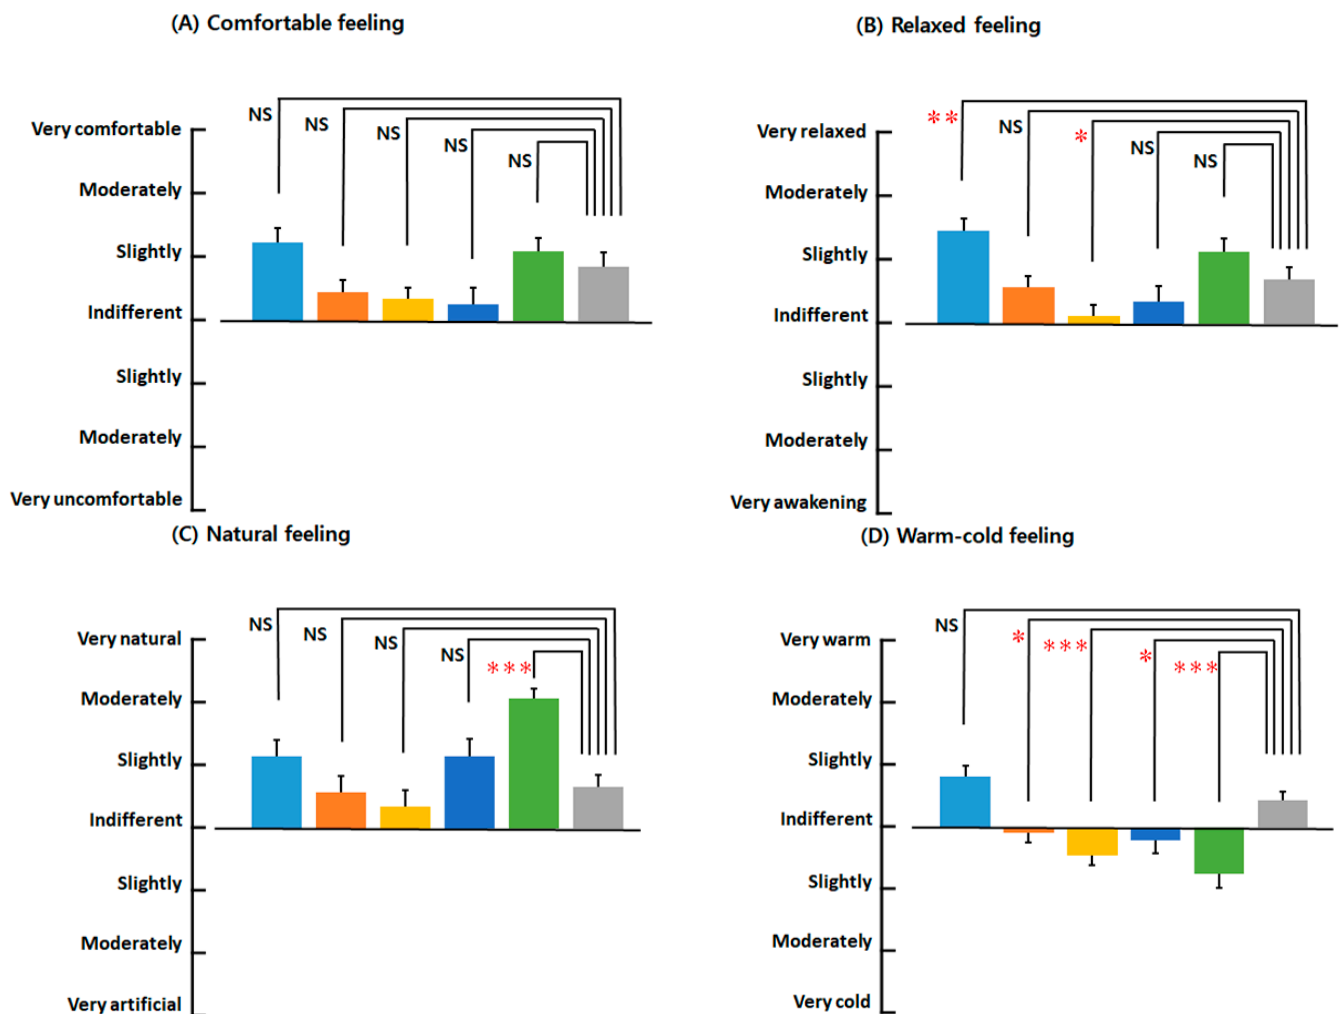 (A) Comfortable feeling
NS
NS
NS
NS
NS
Very comfortable
Moderately
Slightly
Indifferent
Slightly
Moderately
Very uncomfortable
(B) Relaxed feeling
**
NS
*
NS
NS
Very relaxed
Moderately
Slightly
Indifferent
Slightly
Moderately
Very awakening
(C) Natural feeling
NS
NS
NS
NS
***
Very natural
Moderately
Slightly
Indifferent
Slightly
Moderately
Very artificial
(D) Warm-cold feeling
NS
*
***
*
***
Very warm
Moderately
Slightly
Indifferent
Slightly
Moderately
Very cold